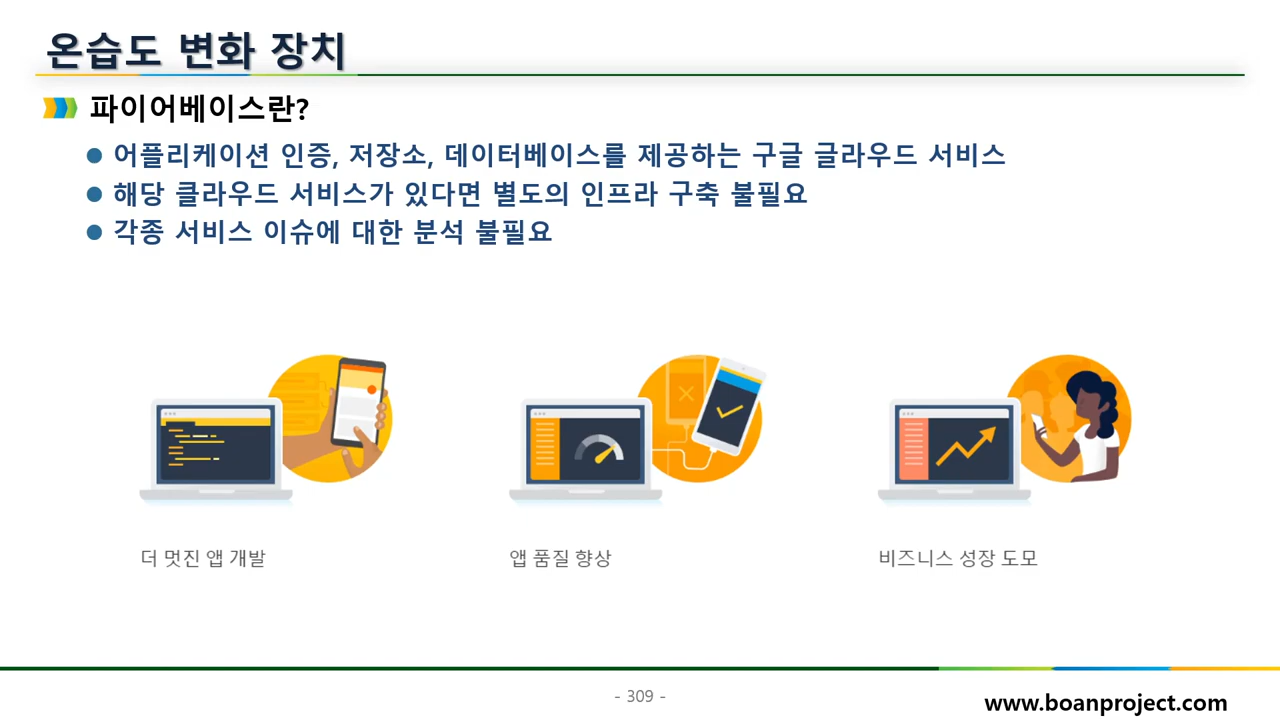 온습도 변화 장치
파이어베이스란?
어플리케이션 인증, 저장소, 데이터베이스를 제공하는 구글 글라우드 서비스
해당 클라우드 서비스가 있다면 별도의 인프라 구축 불필요
각종 서비스 이슈에 대한 분석 불필요
더 멋진 앱 개발
앱 품질 향상
비즈니스 성장 도모
- 309 -
www.boanproject.com